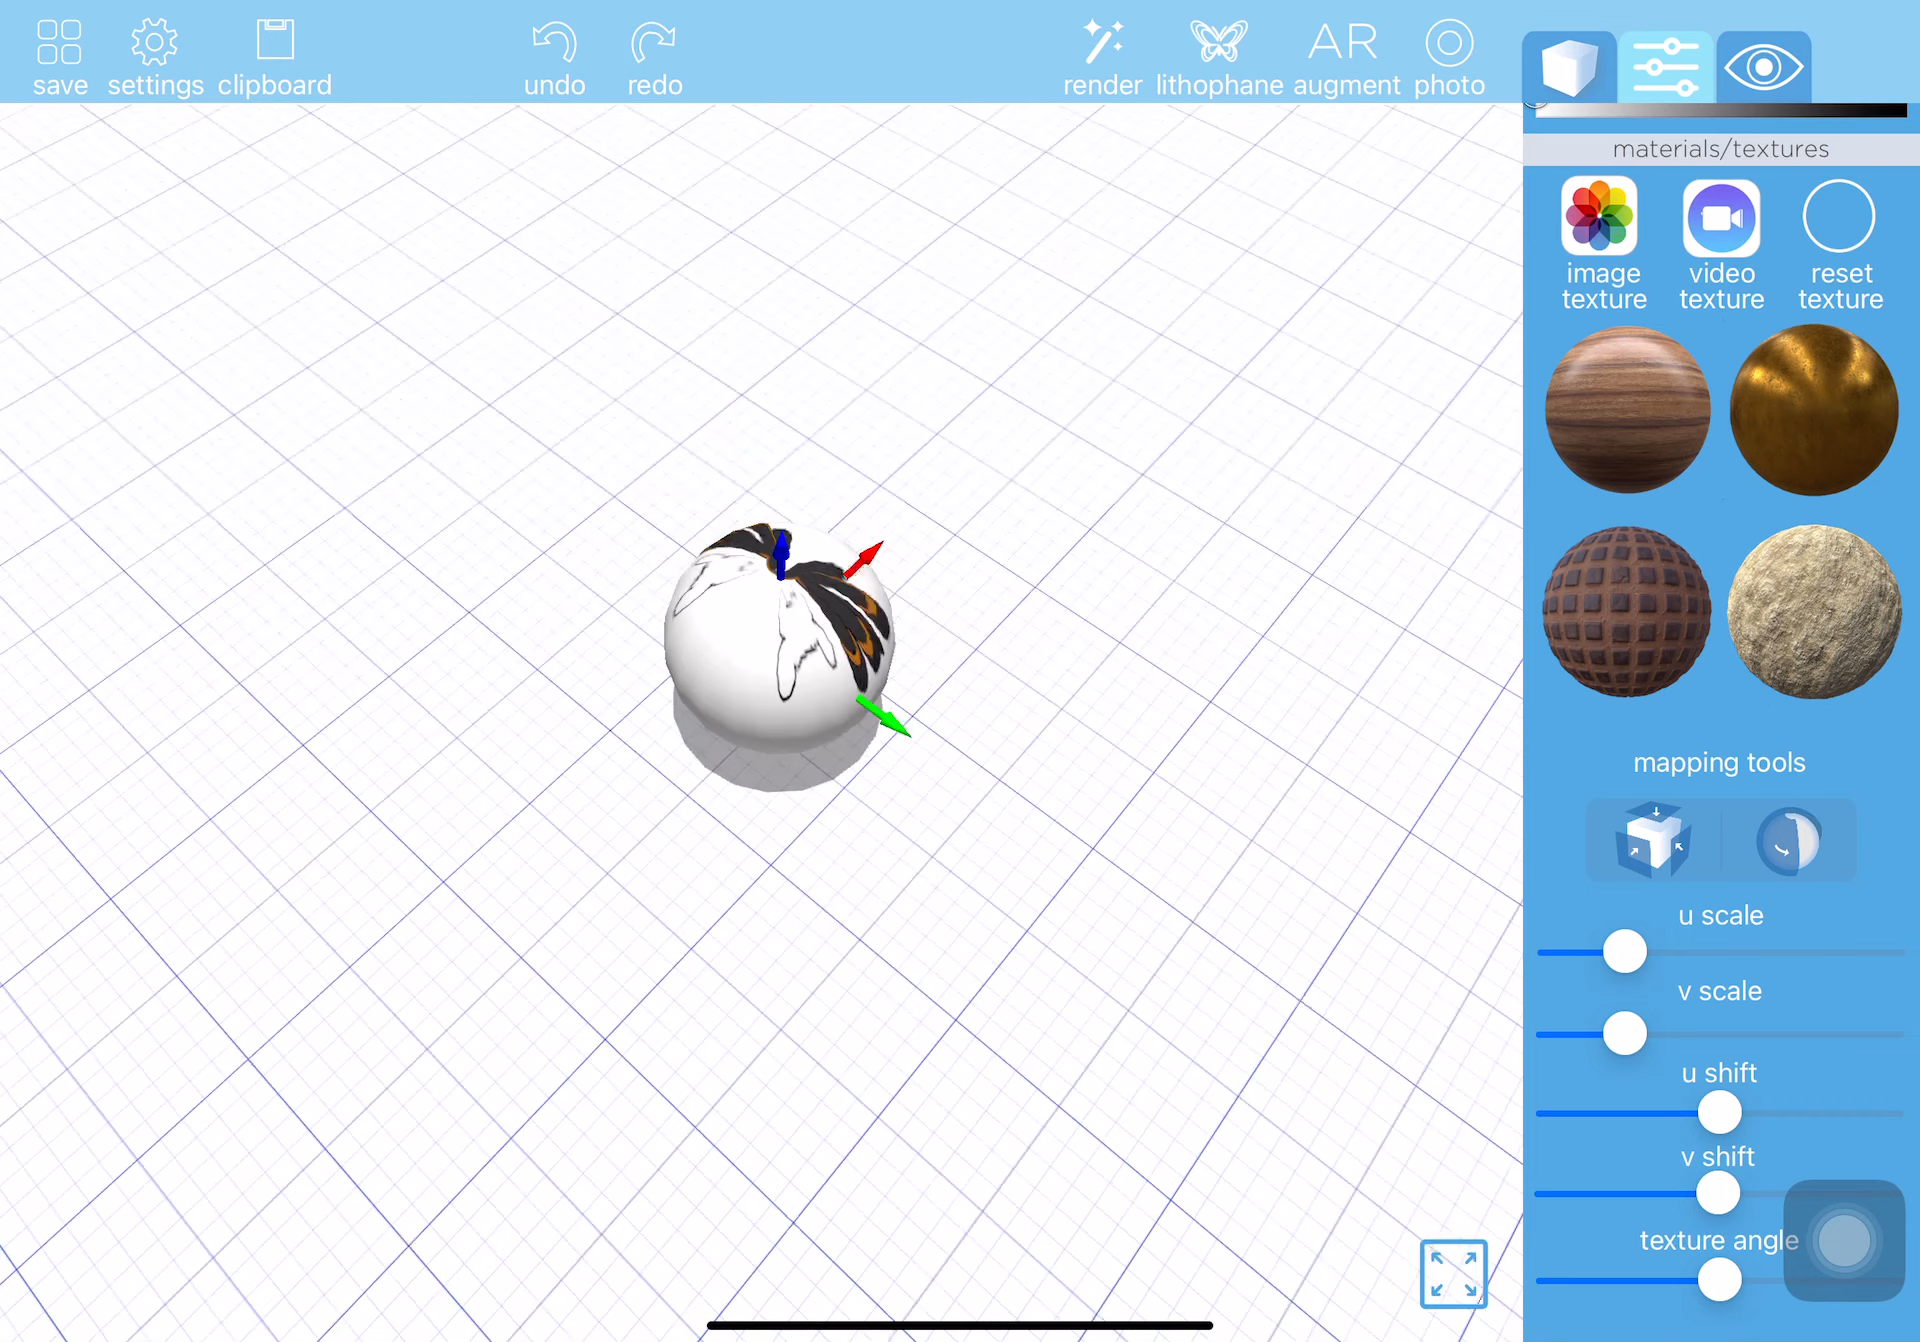 save settings clipboard undo redo render lithophane AR augment photo
materials/textures
image texture
video texture
reset texture
mapping tools
u scale
v scale
u shift
v shift
texture angle